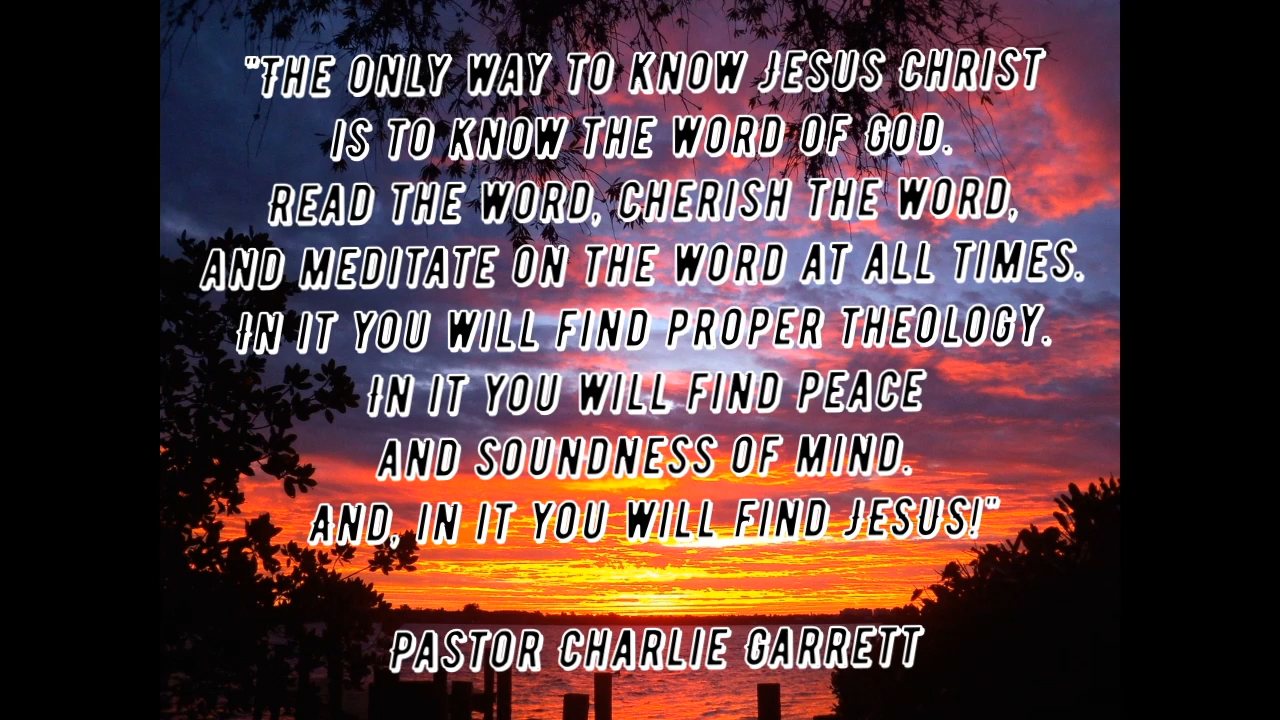 "The only way to know Jesus Christ
is to know the word of God.
Read the word, cherish the word,
and meditate on the word at all times.
In it you will find proper theology.
In it you will find peace
and soundness of mind.
And, in it you will find Jesus!"
Pastor Charlie Garrett